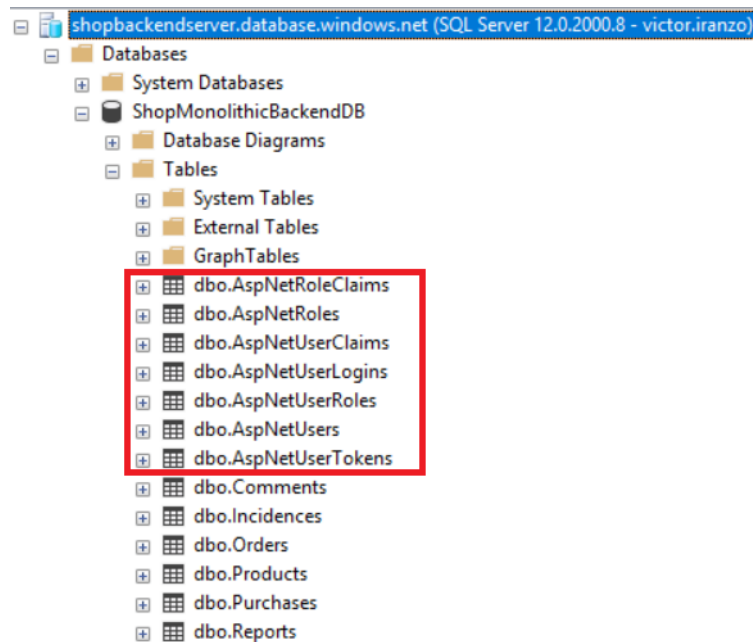 shopbackendserver.database.windows.net (SQL Server 12.0.2000.8 - victor.iranzo)
Databases
System Databases
ShopMonolithicBackendDB
Database Diagrams
Tables
System Tables
External Tables
GraphTables
dbo.AspNetRoleClaims
dbo.AspNetRoles
dbo.AspNetUserClaims
dbo.AspNetUserLogins
dbo.AspNetUserRoles
dbo.AspNetUsers
dbo.AspNetUserTokens
dbo.Comments
dbo.Incidences
dbo.Orders
dbo.Products
dbo.Purchases
dbo.Reports